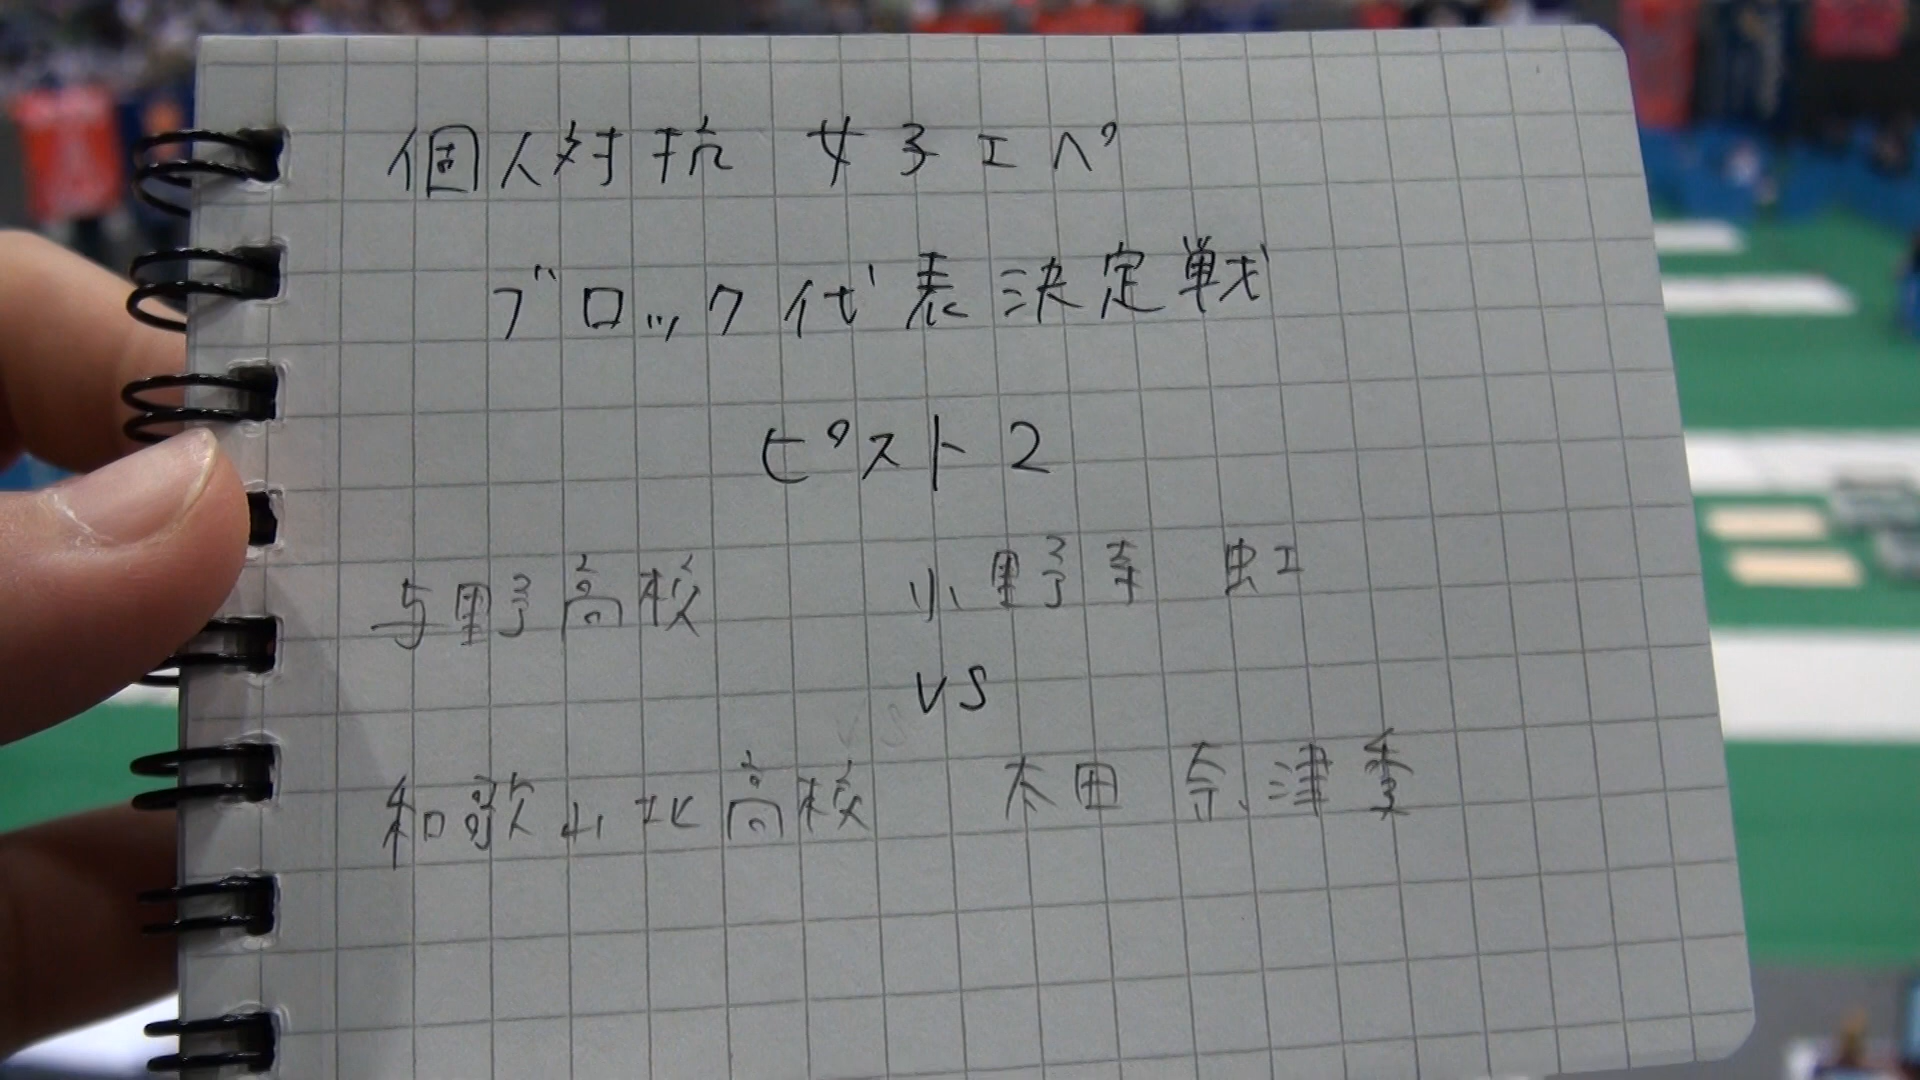 個人対抗 女子エペ
ブロック代表決定戦
ピスト2
与野高校 小野寺 虹
VS
和歌山北高校 本田 奈津季